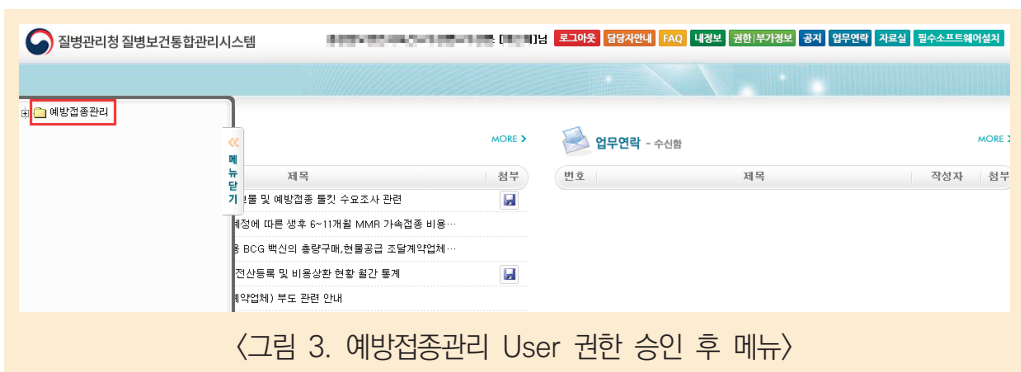 질병관리청 질병보건통합관리시스템
님 로그아웃 담당자안내 FAQ 내정보 권한|부가정보 공지 업무연락 자료실 필수소프트웨어설치
예방접종관리
MORE
업무연락 - 수신함
MORE
메뉴닫기
제목 첨부
번호 제목 작성자 첨부
및 예방접종 툴킷 수요조사 관련
에 따른 생후 6~11개월 MMR 가속접종 비용…
BCG 백신의 총량구매,현물공급 조달계약업체…
전산등록 및 비용상환 현황 월간 통계
계약업체) 부도 관련 안내
〈그림 3. 예방접종관리 User 권한 승인 후 메뉴〉